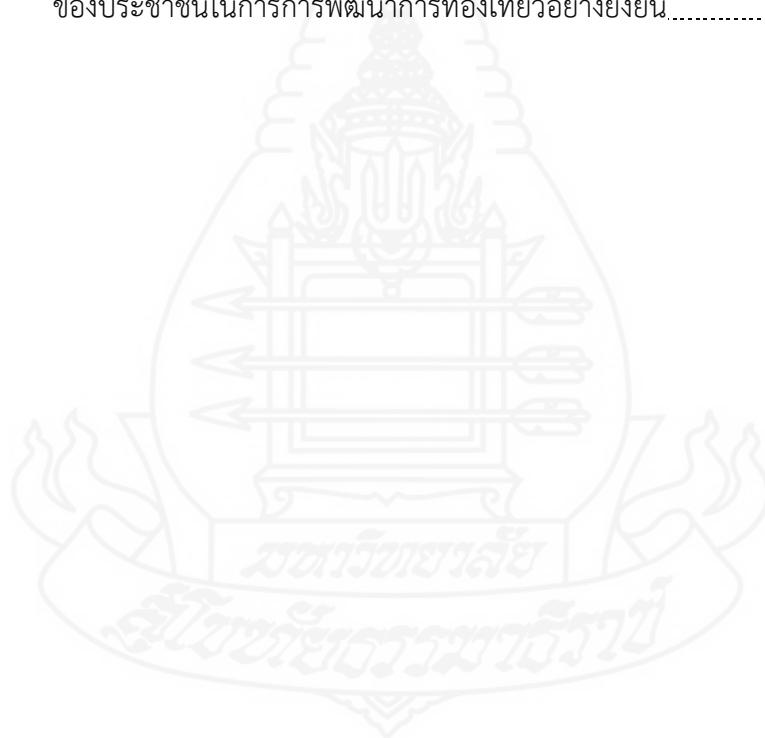 ของประชาชนในการการพัฒนาการท่องเที่ยวอย่างยั่งยืน
มหาวิทยาลัย
สุโขทัยธรรมาธิราช